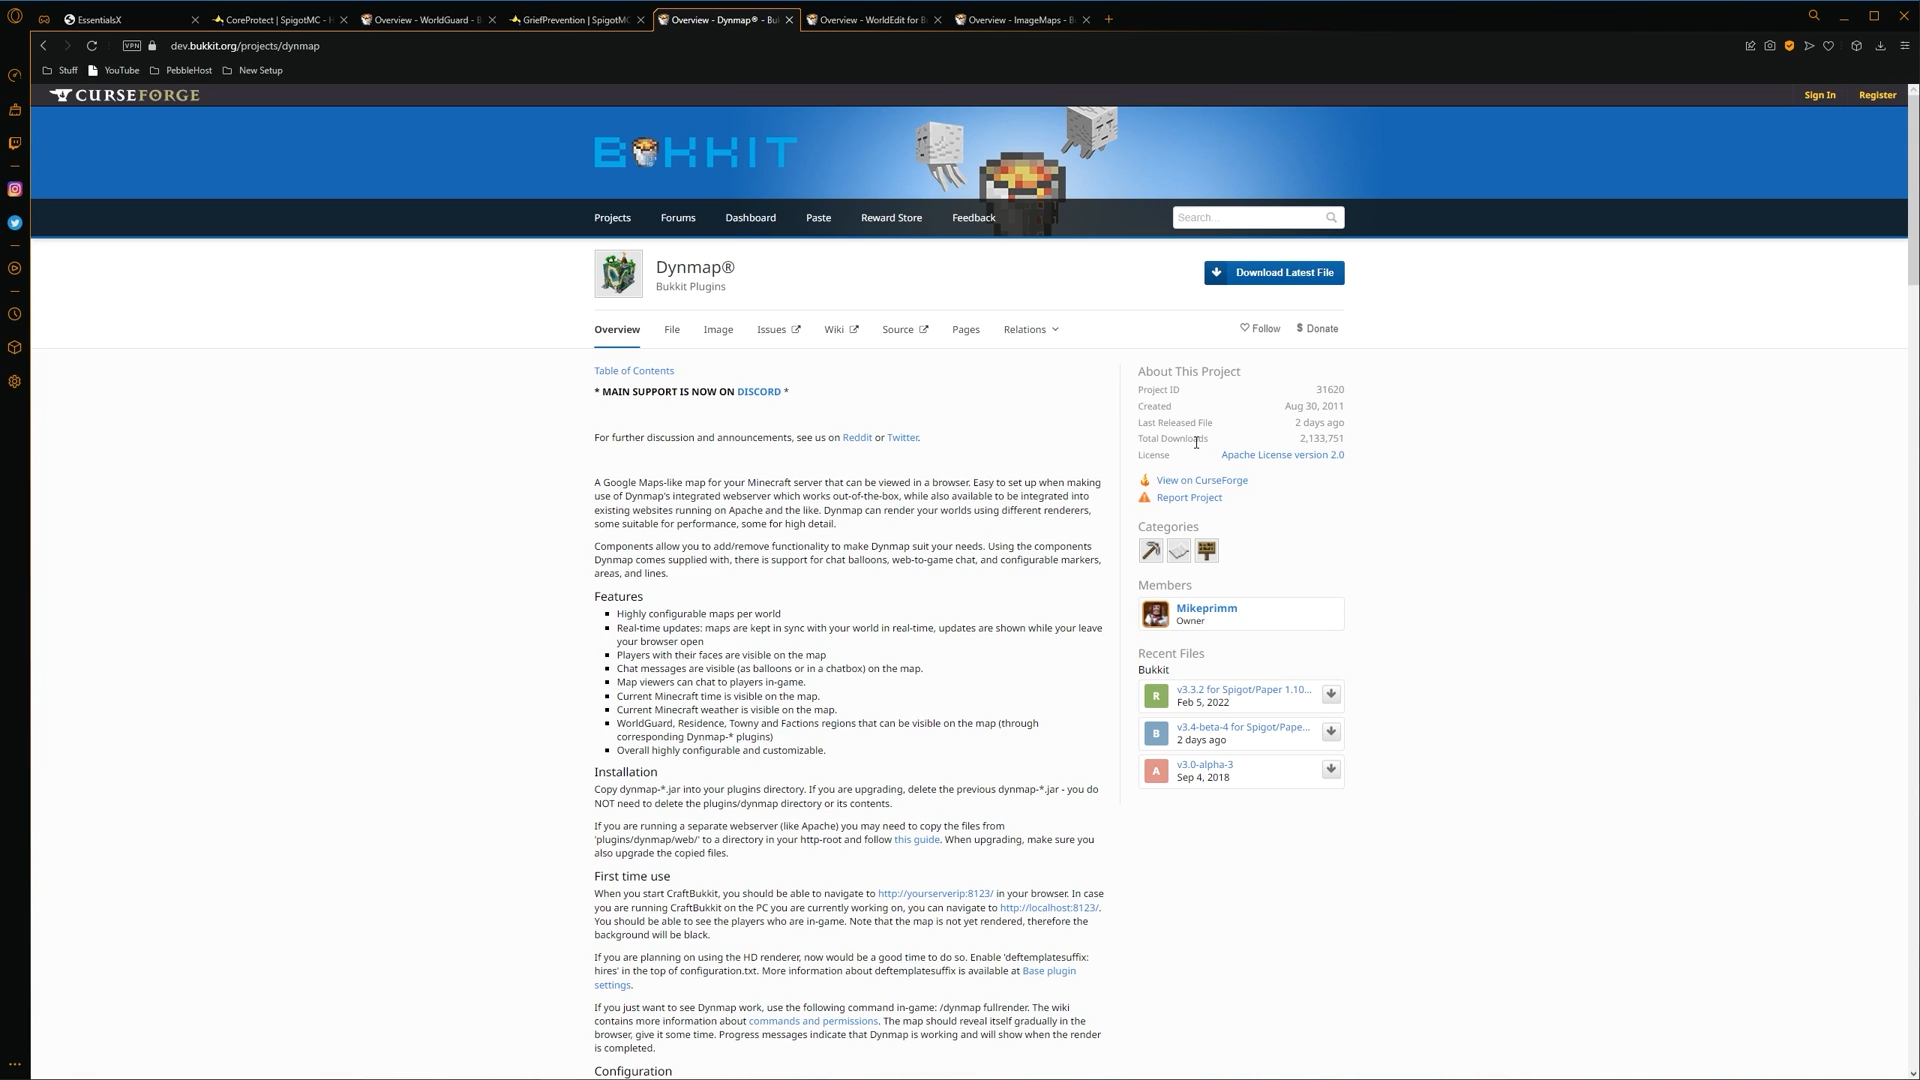 EssentialsX
CoreProtect | SpigotMC - H
Overview - WorldGuard - B
GriefPrevention | SpigotMC
Overview - Dynmap® - Bu
Overview - WorldEdit for B
Overview - ImageMaps - B
VPN
dev.bukkit.org/projects/dynmap
Stuff
YouTube
PebbleHost
New Setup
CURSEFORGE
Sign In
Register
BUKKIT
Projects
Forums
Dashboard
Paste
Reward Store
Feedback
Search...
Dynmap®
Bukkit Plugins
Download Latest File
Overview
File
Image
Issues
Wiki
Source
Pages
Relations
Follow
$ Donate
Table of Contents
* MAIN SUPPORT IS NOW ON DISCORD *
For further discussion and announcements, see us on Reddit or Twitter.
A Google Maps-like map for your Minecraft server that can be viewed in a browser. Easy to set up when making
use of Dynmap's integrated webserver which works out-of-the-box, while also available to be integrated into
existing websites running on Apache and the like. Dynmap can render your worlds using different renderers,
some suitable for performance, some for high detail.
Components allow you to add/remove functionality to make Dynmap suit your needs. Using the components
Dynmap comes supplied with, there is support for chat balloons, web-to-game chat, and configurable markers,
areas, and lines.
Features
Highly configurable maps per world
Real-time updates: maps are kept in sync with your world in real-time, updates are shown while your leave
your browser open
Players with their faces are visible on the map
Chat messages are visible (as balloons or in a chatbox) on the map.
Map viewers can chat to players in-game.
Current Minecraft time is visible on the map.
Current Minecraft weather is visible on the map.
WorldGuard, Residence, Towny and Factions regions that can be visible on the map (through
corresponding Dynmap-* plugins)
Overall highly configurable and customizable.
Installation
Copy dynmap-*.jar into your plugins directory. If you are upgrading, delete the previous dynmap-*.jar - you do
NOT need to delete the plugins/dynmap directory or its contents.
If you are running a separate webserver (like Apache) you may need to copy the files from
'plugins/dynmap/web/' to a directory in your http-root and follow this guide. When upgrading, make sure you
also upgrade the copied files.
First time use
When you start CraftBukkit, you should be able to navigate to http://yourserverip:8123/ in your browser. In case
you are running CraftBukkit on the PC you are currently working on, you can navigate to http://localhost:8123/.
You should be able to see the players who are in-game. Note that the map is not yet rendered, therefore the
background will be black.
If you are planning on using the HD renderer, now would be a good time to do so. Enable 'deftemplatesuffix:
hires' in the top of configuration.txt. More information about deftemplatesuffix is available at Base plugin
settings.
If you just want to see Dynmap work, use the following command in-game: /dynmap fullrender. The wiki
contains more information about commands and permissions. The map should reveal itself gradually in the
browser, give it some time. Progress messages indicate that Dynmap is working and will show when the render
is completed.
Configuration
About This Project
Project ID 31620
Created Aug 30, 2011
Last Released File 2 days ago
Total Downloads 2,133,751
License Apache License version 2.0
View on CurseForge
Report Project
Categories
Members
Mikeprimm
Owner
Recent Files
Bukkit
R v3.3.2 for Spigot/Paper 1.10...
Feb 5, 2022
B v3.4-beta-4 for Spigot/Pape...
2 days ago
A v3.0-alpha-3
Sep 4, 2018